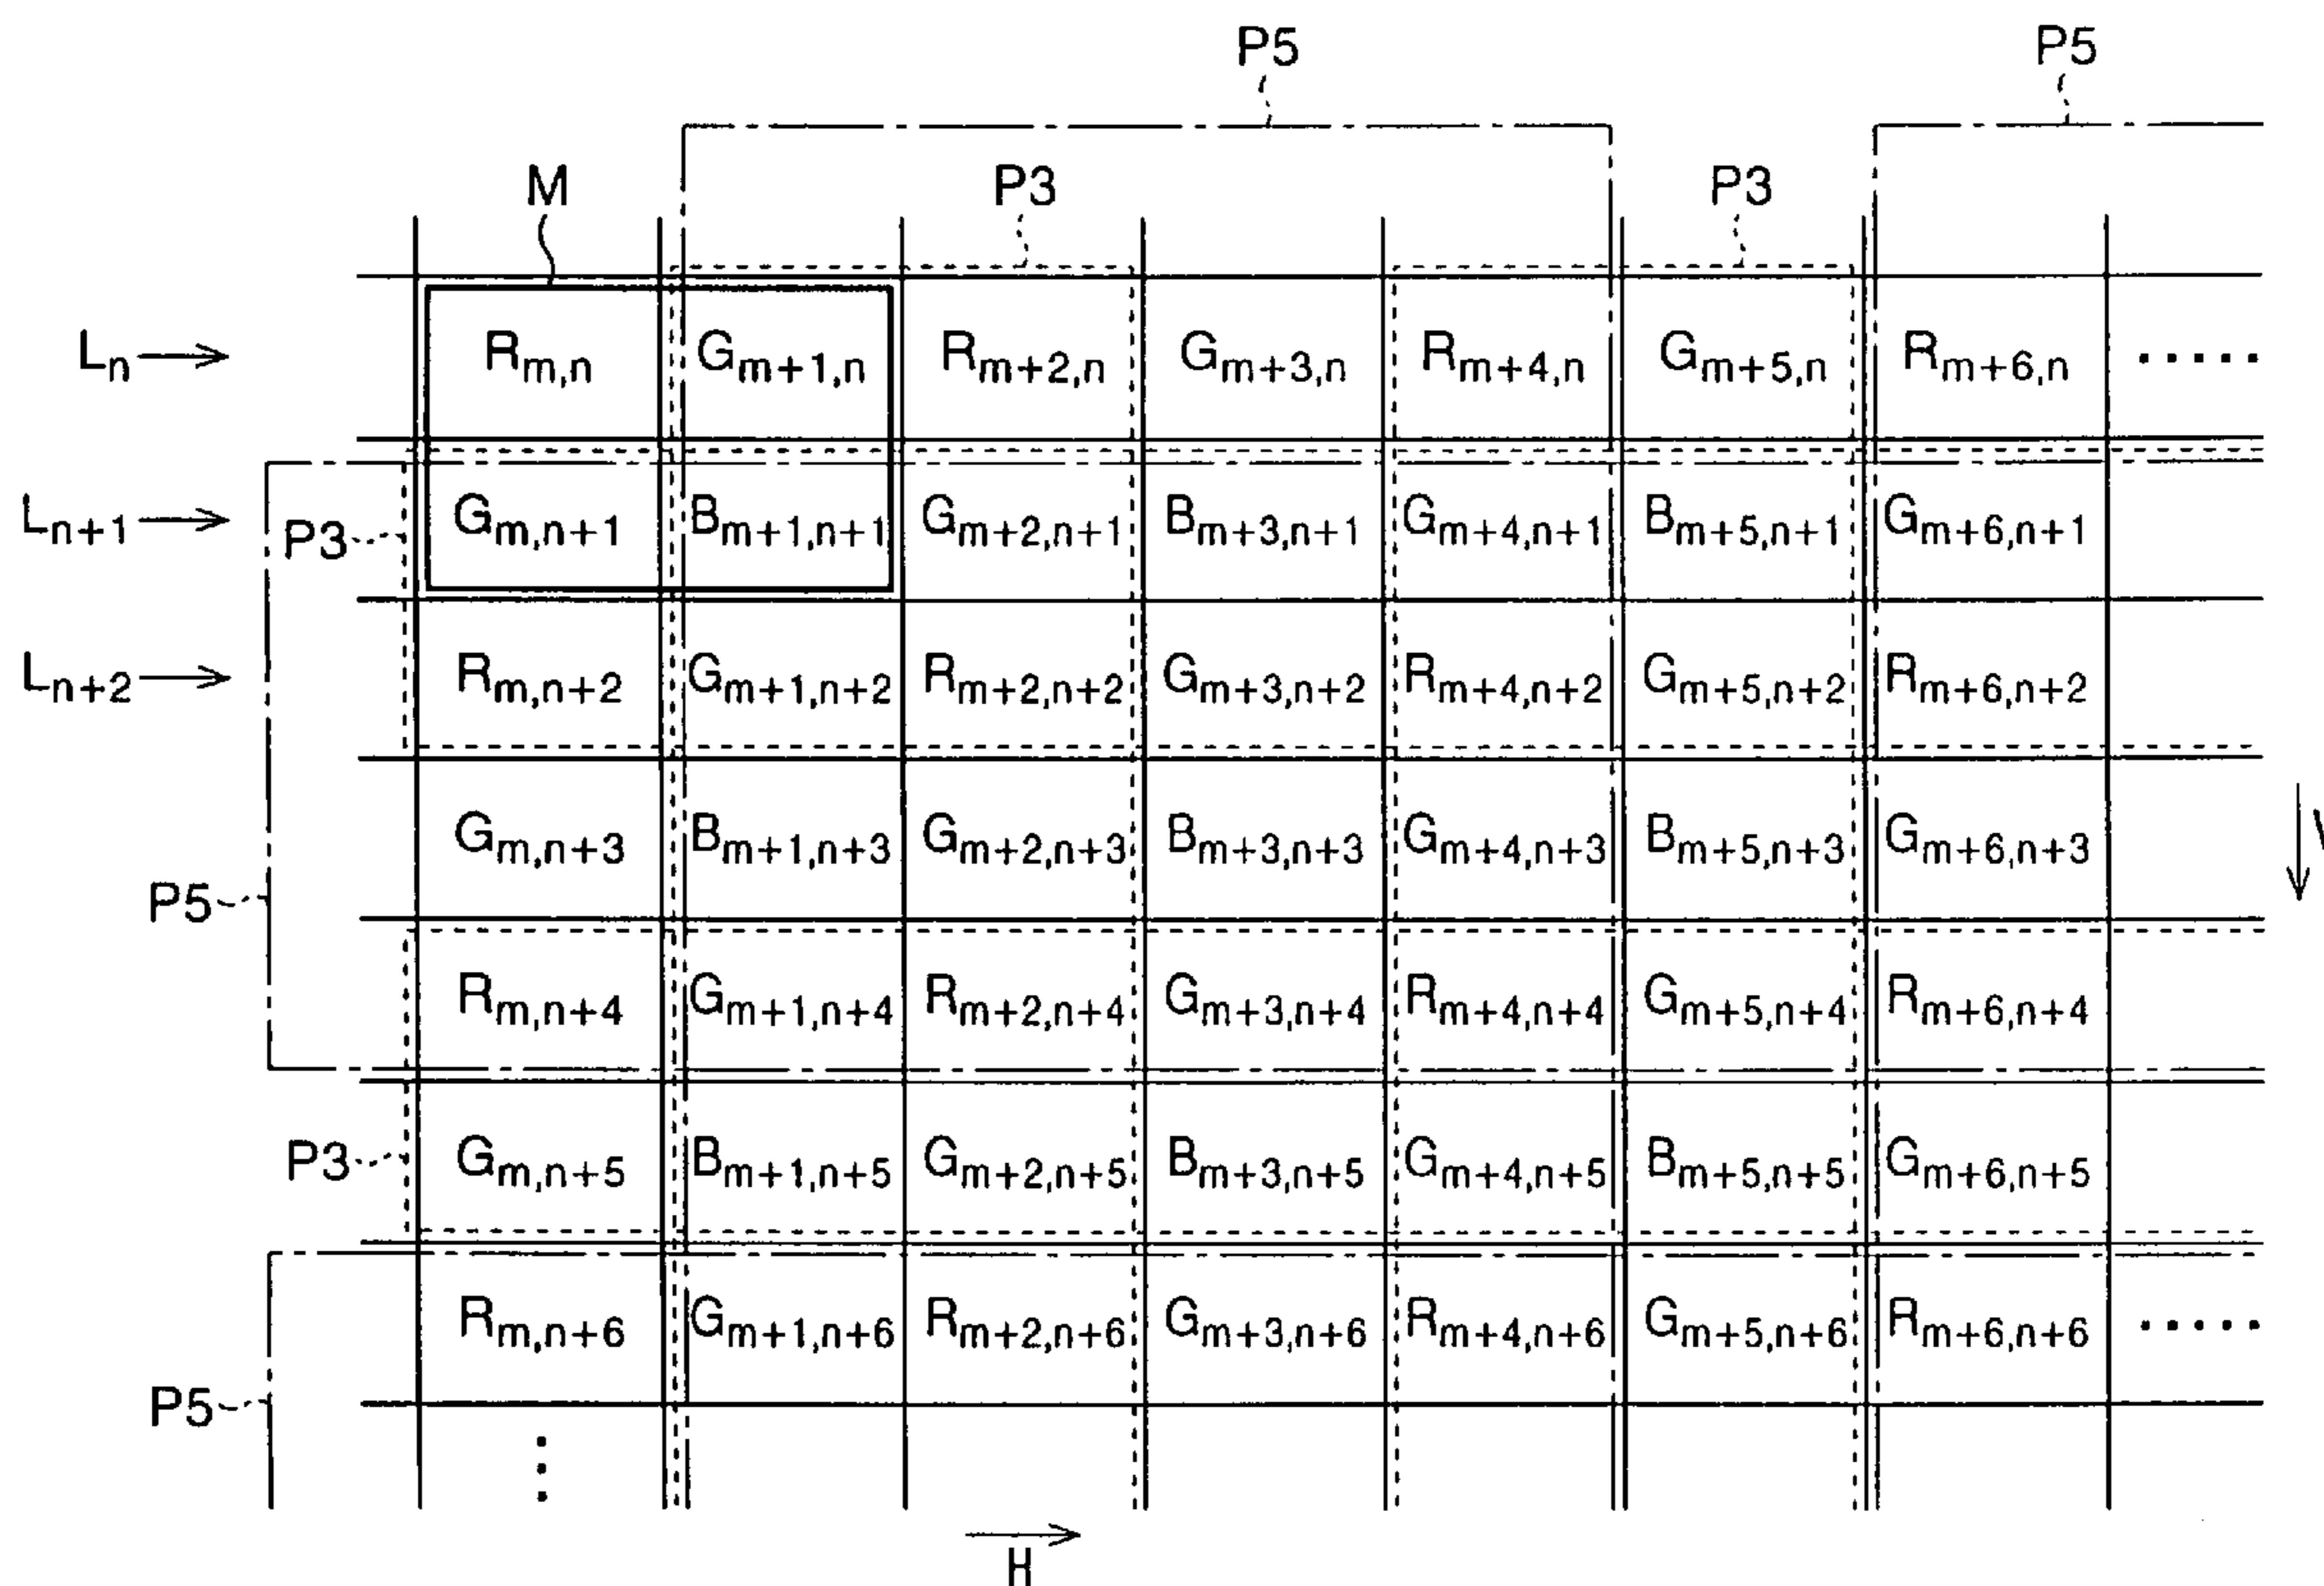 P5 P5
M P3 P3
Ln Rm,n Gm+1,n Rm+2,n Gm+3,n Rm+4,n Gm+5,n Rm+6,n .....
Ln+1 P3 Gm,n+1 Bm+1,n+1 Gm+2,n+1 Bm+3,n+1 Gm+4,n+1 Bm+5,n+1 Gm+6,n+1
Ln+2 Rm,n+2 Gm+1,n+2 Rm+2,n+2 Gm+3,n+2 Rm+4,n+2 Gm+5,n+2 Rm+6,n+2
P5 Gm,n+3 Bm+1,n+3 Gm+2,n+3 Bm+3,n+3 Gm+4,n+3 Bm+5,n+3 Gm+6,n+3 V
Rm,n+4 Gm+1,n+4 Rm+2,n+4 Gm+3,n+4 Rm+4,n+4 Gm+5,n+4 Rm+6,n+4
P3 Gm,n+5 Bm+1,n+5 Gm+2,n+5 Bm+3,n+5 Gm+4,n+5 Bm+5,n+5 Gm+6,n+5
P5 Rm,n+6 Gm+1,n+6 Rm+2,n+6 Gm+3,n+6 Rm+4,n+6 Gm+5,n+6 Rm+6,n+6 .....
H